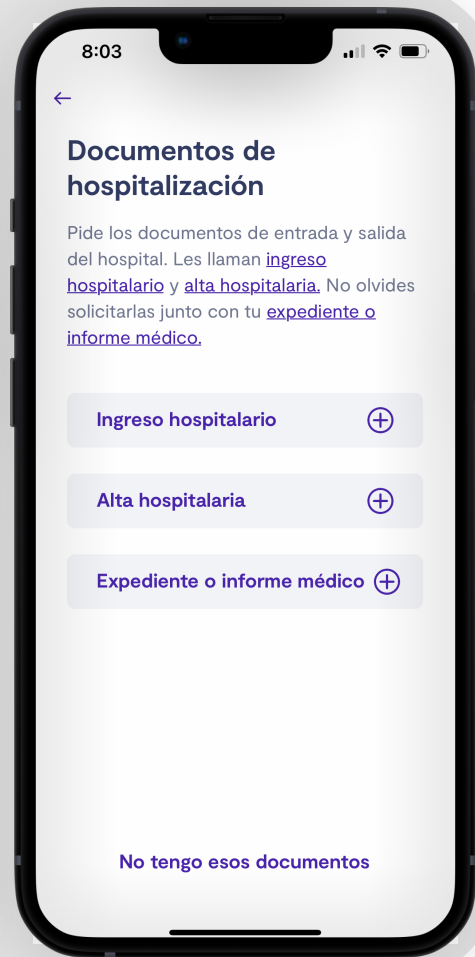 8:03
Documentos de
hospitalización
Pide los documentos de entrada y salida
del hospital. Les llaman ingreso
hospitalario y alta hospitalaria. No olvides
solicitarlas junto con tu expediente o
informe médico.
Ingreso hospitalario
Alta hospitalaria
Expediente o informe médico
No tengo esos documentos